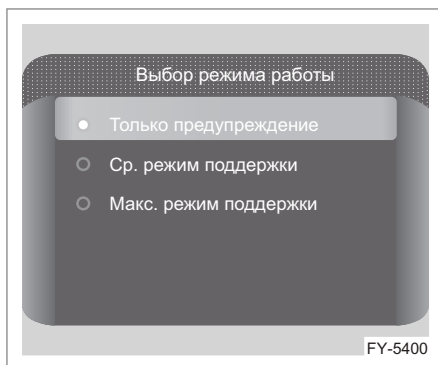 Выбор режима работы
Только предупреждение
Ср. режим поддержки
Макс. режим поддержки
FY-5400